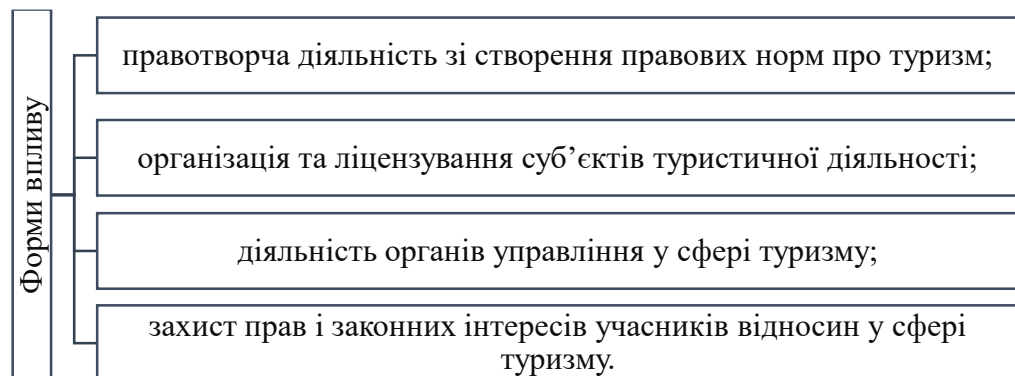 Форми впливу
правотворча діяльність зі створення правових норм про туризм;
організація та ліцензування суб’єктів туристичної діяльності;
діяльність органів управління у сфері туризму;
захист прав і законних інтересів учасників відносин у сфері
туризму.